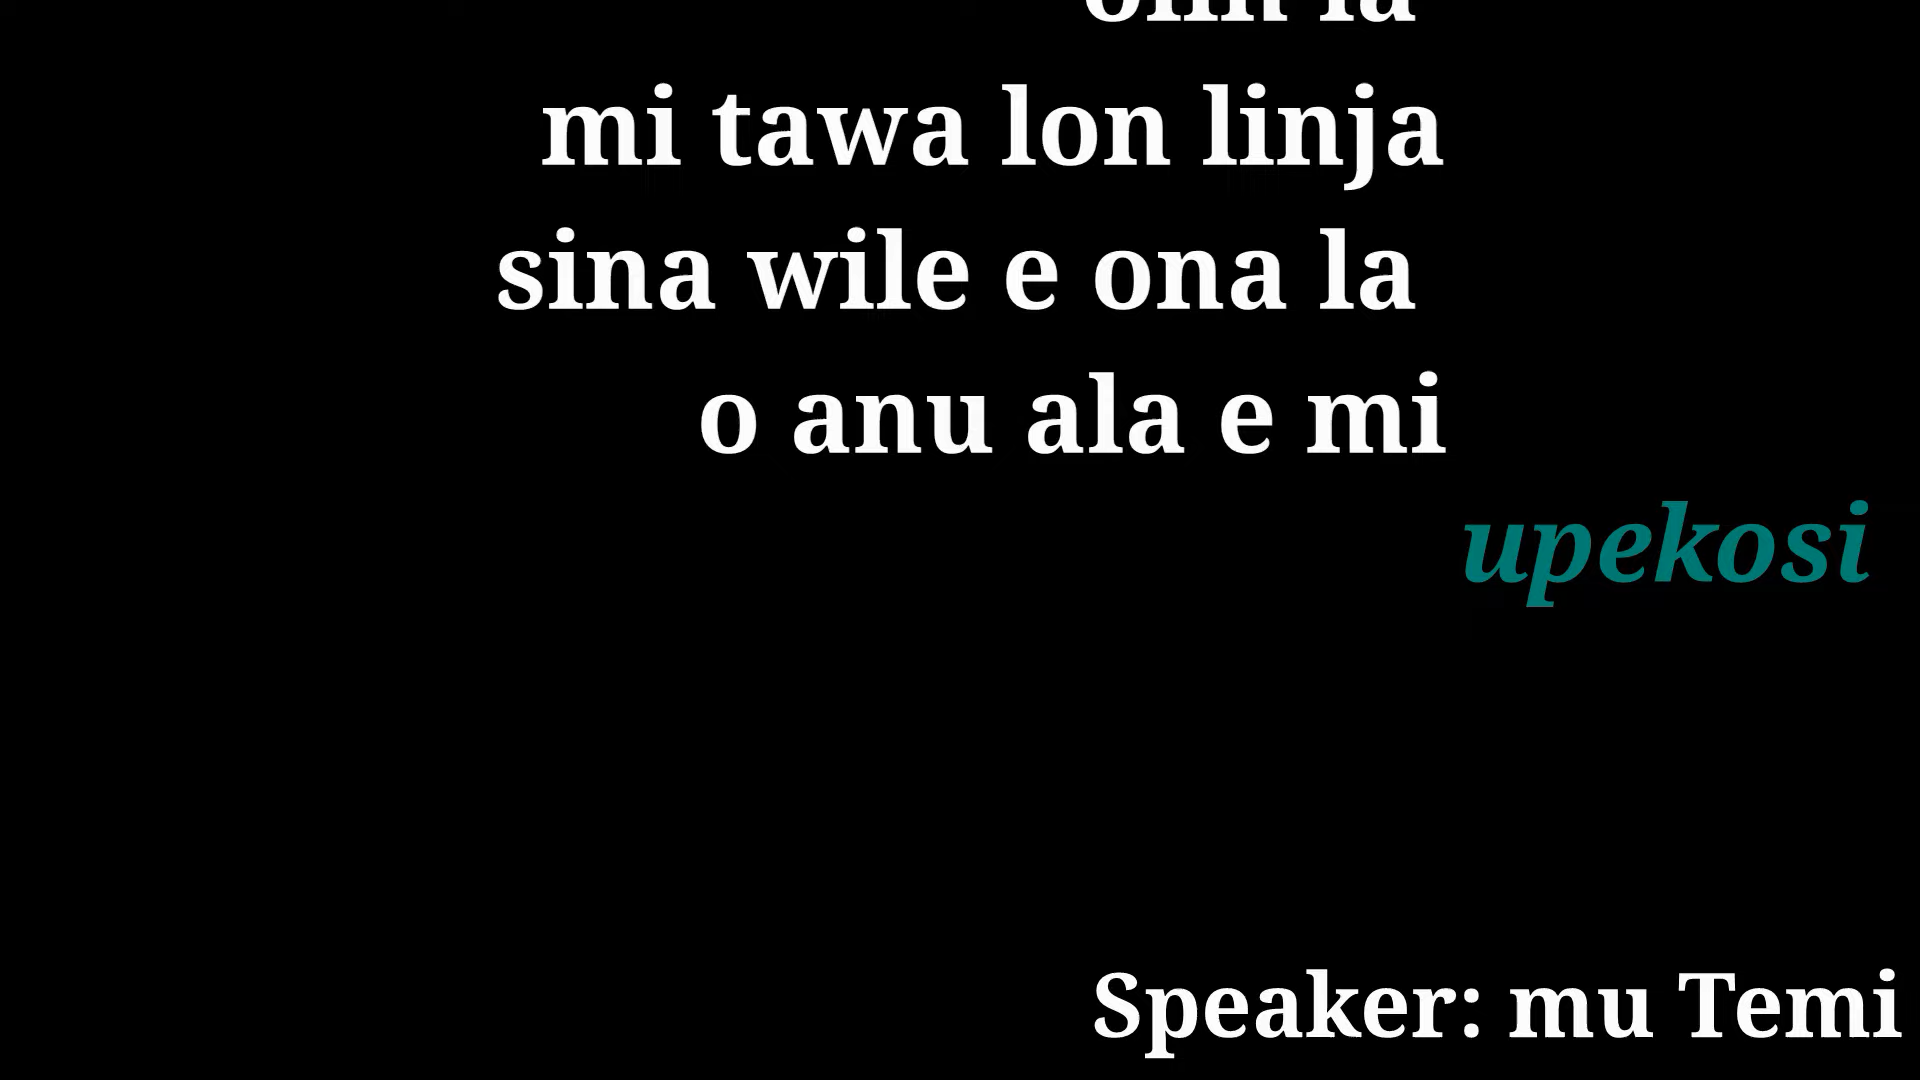 mi tawa lon linja
sina wile e ona la
o anu ala e mi
upekosi
Speaker: mu Temi